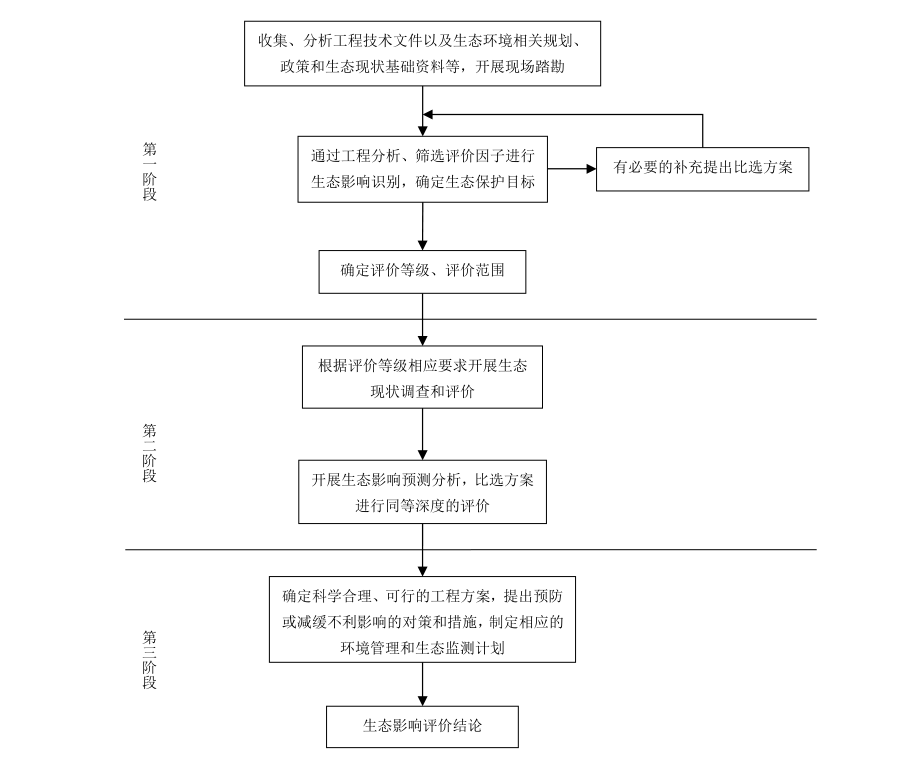 收集、分析工程技术文件以及生态环境相关规划、
政策和生态现状基础资料等，开展现场踏勘
第一阶段
通过工程分析、筛选评价因子进行
生态影响识别，确定生态保护目标
有必要的补充提出比选方案
确定评价等级、评价范围
根据评价等级相应要求开展生态
现状调查和评价
第二阶段
开展生态影响预测分析，比选方案
进行同等深度的评价
确定科学合理、可行的工程方案，提出预防
或减缓不利影响的对策和措施，制定相应的
环境管理和生态监测计划
第三阶段
生态影响评价结论